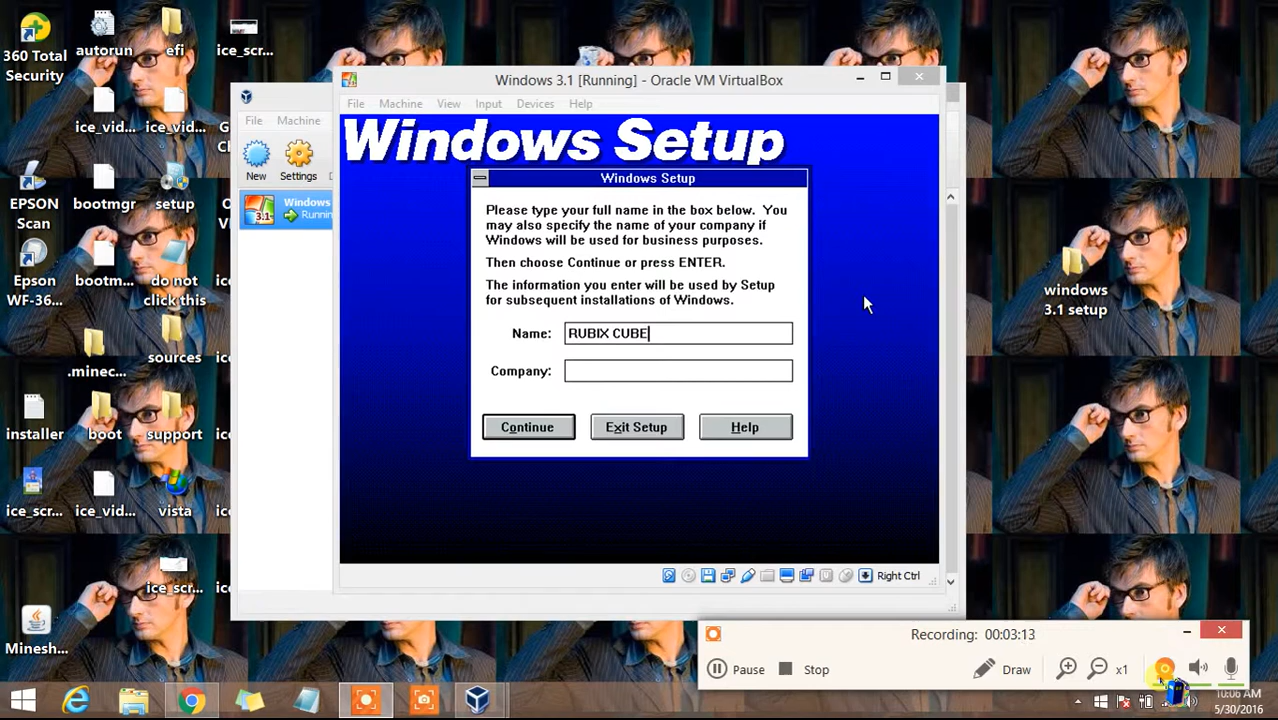 360 Total
Security
autorun
efi
ice_scr...
ice_vid...
ice_vid...
EPSON
Scan
bootmgr
setup
Epson
WF-36
bootm...
do not
click this
.minec...
sources
installer
boot
support
ice_scr...
ice_vid...
vista
ice_scr...
Minesh...
windows
3.1 setup
File
Machine
New
Settings
3.1
Windows
Running
Windows 3.1 [Running] - Oracle VM VirtualBox
File
Machine
View
Input
Devices
Help
Windows Setup
Windows Setup
Please type your full name in the box below. You
may also specify the name of your company if
Windows will be used for business purposes.
Then choose Continue or press ENTER.
The information you enter will be used by Setup
for subsequent installations of Windows.
Name:
RUBIX CUBE
Company:
Continue
Exit Setup
Help
Right Ctrl
Recording: 00:03:13
Pause
Stop
Draw
x1
10:06 AM
5/30/2016